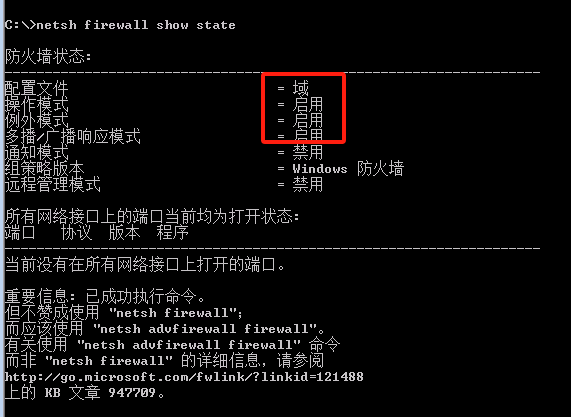 C:\>netsh firewall show state
防火墙状态:
配置文件 = 域
操作模式 = 启用
例外模式 = 启用
多播/广播响应模式 = 启用
通知模式 = 禁用
组策略版本 = Windows 防火墙
远程管理模式 = 禁用
所有网络接口上的端口当前均为打开状态:
端口 协议 版本 程序
当前没有在所有网络接口上打开的端口。
重要信息: 已成功执行命令。
但不赞成使用 "netsh firewall";
而应该使用 "netsh advfirewall firewall"。
有关使用 "netsh advfirewall firewall" 命令
而非 "netsh firewall" 的详细信息，请参阅
http://go.microsoft.com/fwlink/?linkid=121488
上的 KB 文章 947709。